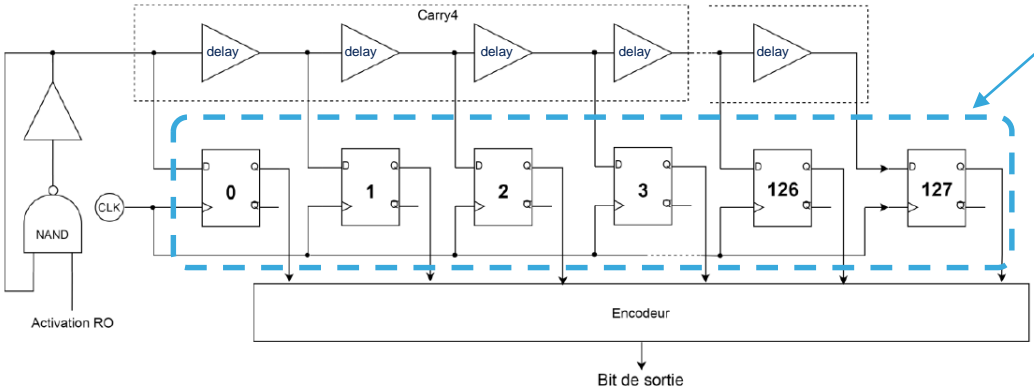 Carry4
delay delay delay delay delay
D Q D Q D Q D Q D Q D Q
0 1 2 3 126 127
CLK
Q Q Q Q Q Q
NAND
Activation RO
Encodeur
Bit de sortie